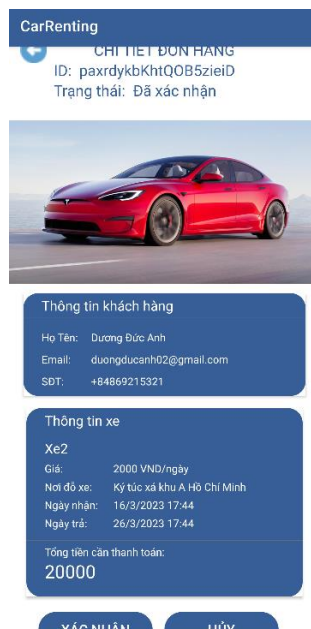 CarRenting
CHI TIẾT ĐƠN HÀNG
ID: paxrdykbKhtQOB5zieiD
Trạng thái: Đã xác nhận
Thông tin khách hàng
Họ Tên: Dương Đức Anh
Email: duongducanh02@gmail.com
SĐT: +84869215321
Thông tin xe
Xe2
Giá: 2000 VND/ngày
Nơi đỗ xe: Ký túc xá khu A Hồ Chí Minh
Ngày nhận: 16/3/2023 17:44
Ngày trả: 26/3/2023 17:44
Tổng tiền cần thanh toán:
20000
XÁC NHẬN HỦY